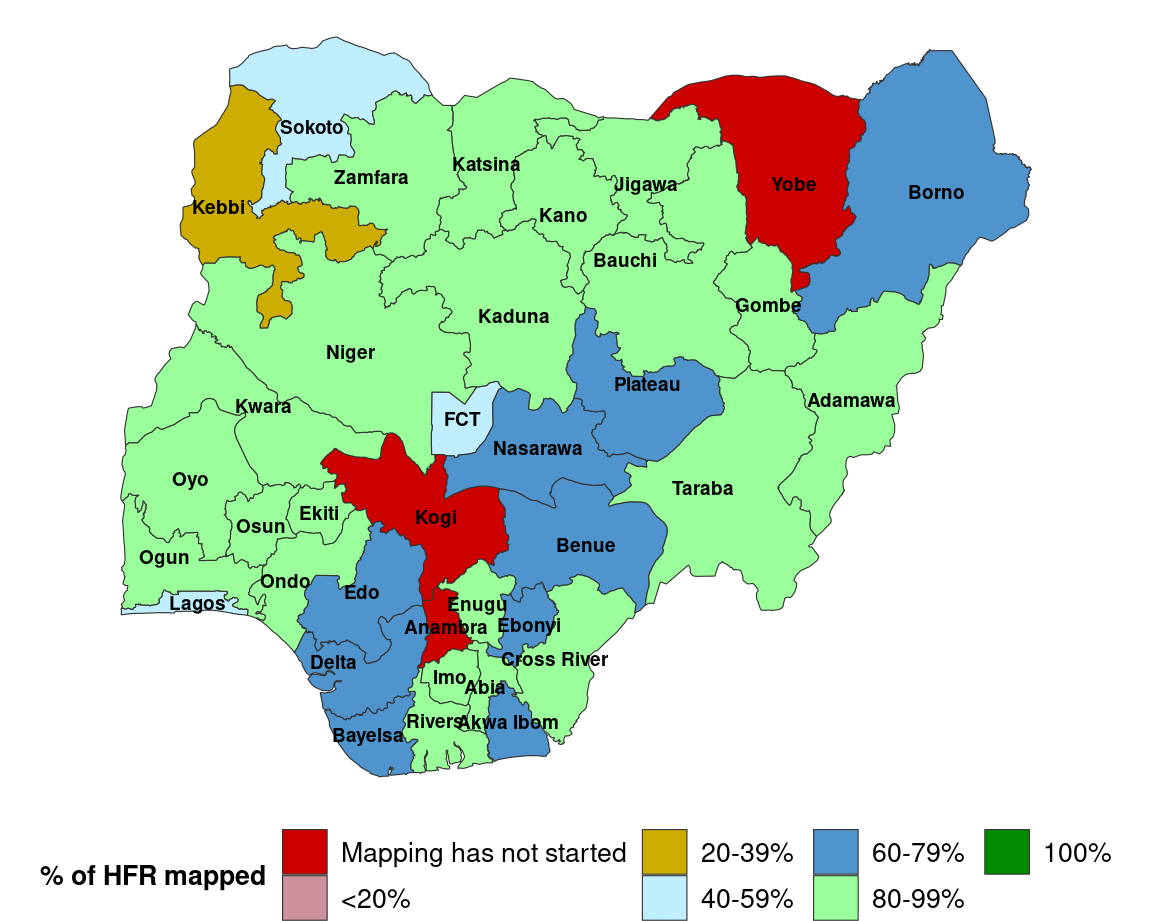 Sokoto
Katsina
Zamfara
Jigawa
Yobe
Borno
Kebbi
Kano
Bauchi
Gombe
Kaduna
Niger
Plateau
Adamawa
Kwara
FCT
Nasarawa
Oyo
Taraba
Ekiti
Kogi
Osun
Benue
Ogun
Ondo
Edo
Lagos
Enugu
Anambra
Ebonyi
Delta
Cross River
Imo
Abia
Rivers
Akwa Ibom
Bayelsa
% of HFR mapped
Mapping has not started
<20%
20-39%
40-59%
60-79%
80-99%
100%